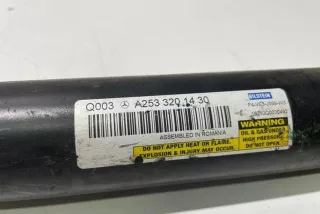 Q003 A253 320 14 30
BILSTEIN
ASSEMBLED IN ROMANIA
DO NOT APPLY HEAT OR FLAME.
EXPLOSION & INJURY MAY OCCUR.
WARNING
OIL & GAS UNDER
HIGH PRESSURE
DO NOT OPEN